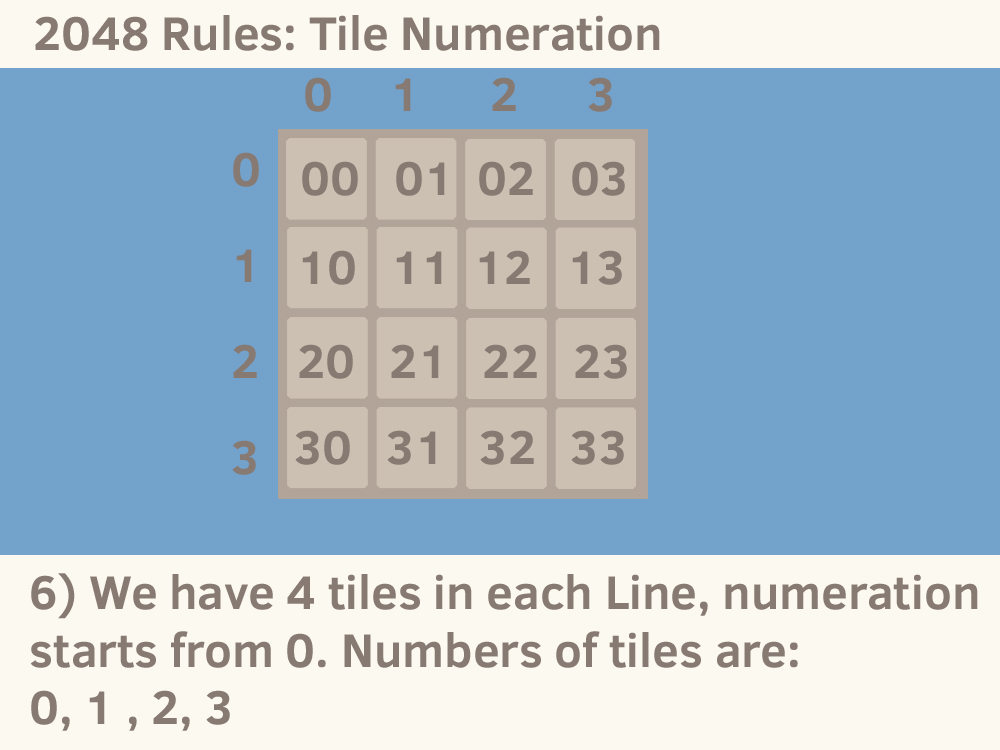 2048 Rules: Tile Numeration
0 1 2 3
0 00 01 02 03
1 10 11 12 13
2 20 21 22 23
3 30 31 32 33
6) We have 4 tiles in each Line, numeration
starts from 0. Numbers of tiles are:
0, 1 , 2, 3